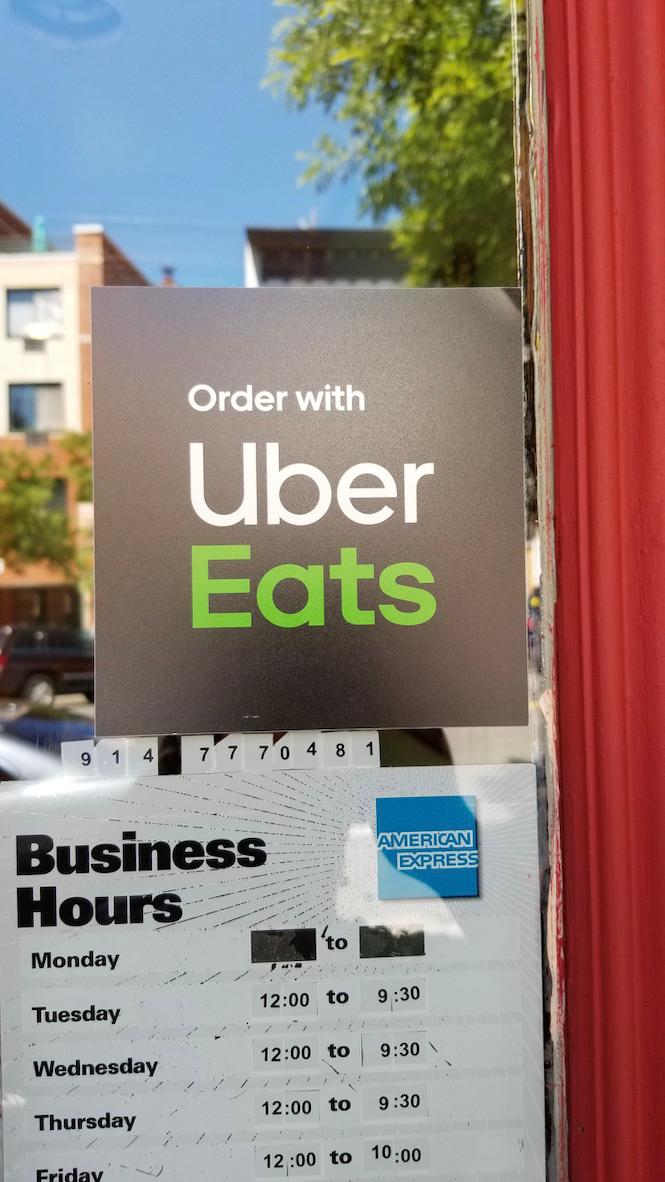 Order with
Uber
Eats
914 7770481
AMERICAN
EXPRESS
Business
Hours
Monday to
Tuesday 12:00 to 9:30
Wednesday 12:00 to 9:30
Thursday 12:00 to 9:30
Friday 12:00 to 10:00